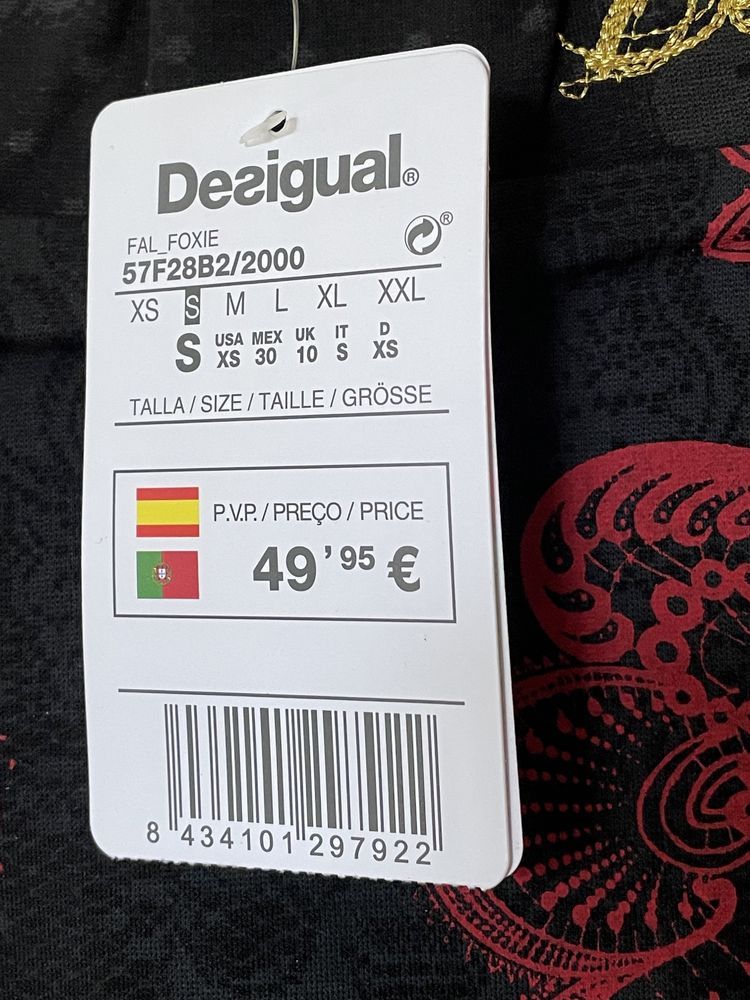 Desigual®
FAL_FOXIE
®
57F28B2/2000
XS S M L XL XXL
S USA XS MEX 30 UK 10 IT S D XS
TALLA / SIZE / TAILLE / GRÖSSE
P.V.P. / PREÇO / PRICE
49'95 €
8 434101 297922